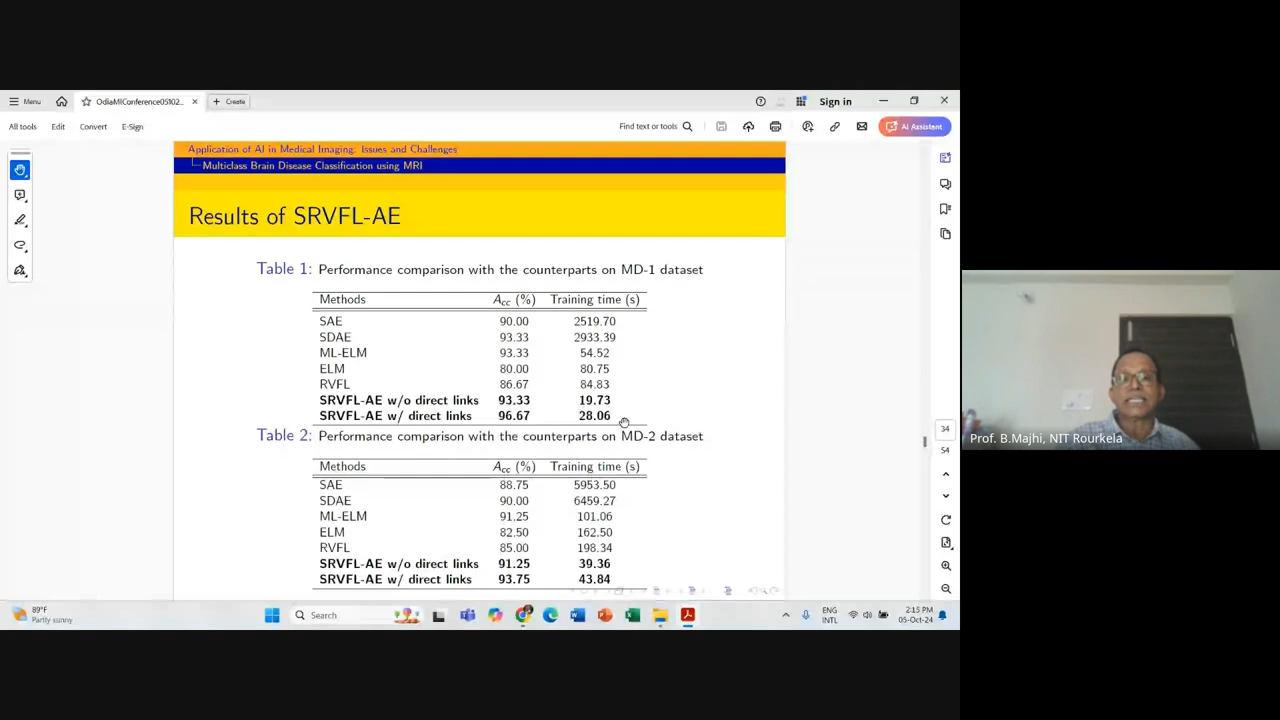 Menu
OdiaMIConference05102...
Create
Sign in
All tools Edit Convert E-Sign
Find text or tools
AI Assistant
Application of AI in Medical Imaging: Issues and Challenges
Multiclass Brain Disease Classification using MRI
Results of SRVFL-AE
Table 1: Performance comparison with the counterparts on MD-1 dataset
Methods Acc (%) Training time (s)
SAE 90.00 2519.70
SDAE 93.33 2933.39
ML-ELM 93.33 54.52
ELM 80.00 80.75
RVFL 86.67 84.83
SRVFL-AE w/o direct links 93.33 19.73
SRVFL-AE w/ direct links 96.67 28.06
Table 2: Performance comparison with the counterparts on MD-2 dataset
Methods Acc (%) Training time (s)
SAE 88.75 5953.50
SDAE 90.00 6459.27
ML-ELM 91.25 101.06
ELM 82.50 162.50
RVFL 85.00 198.34
SRVFL-AE w/o direct links 91.25 39.36
SRVFL-AE w/ direct links 93.75 43.84
34
54
Prof. B.Majhi, NIT Rourkela
89°F
Partly sunny
Search
ENG
INTL
2:15 PM
05-Oct-24